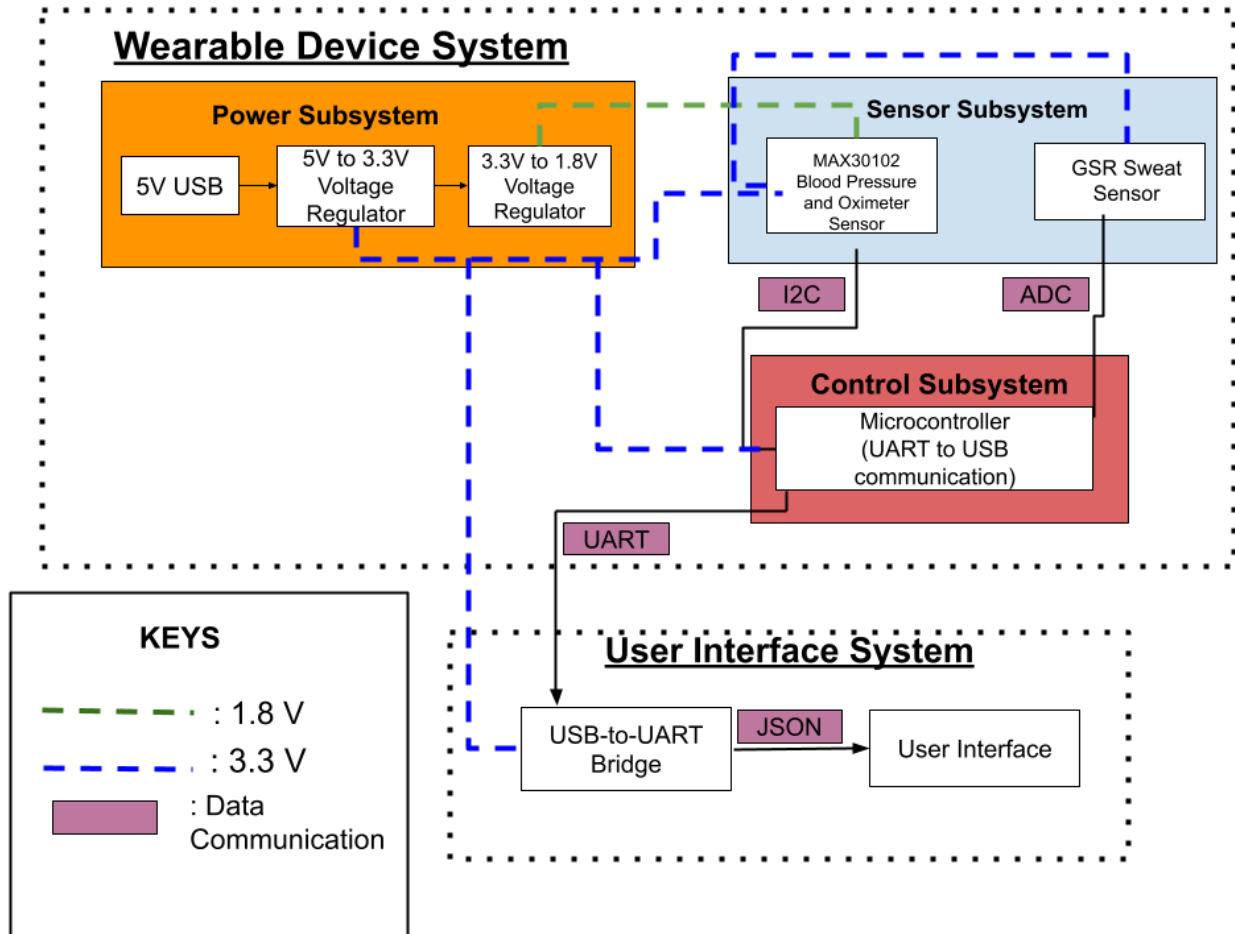 Wearable Device System
Power Subsystem
5V USB
5V to 3.3V
Voltage
Regulator
3.3V to 1.8V
Voltage
Regulator
Sensor Subsystem
MAX30102
Blood Pressure
and Oximeter
Sensor
GSR Sweat
Sensor
I2C
ADC
Control Subsystem
Microcontroller
(UART to USB
communication)
UART
KEYS
: 1.8 V
: 3.3 V
: Data
Communication
User Interface System
USB-to-UART
Bridge
JSON
User Interface